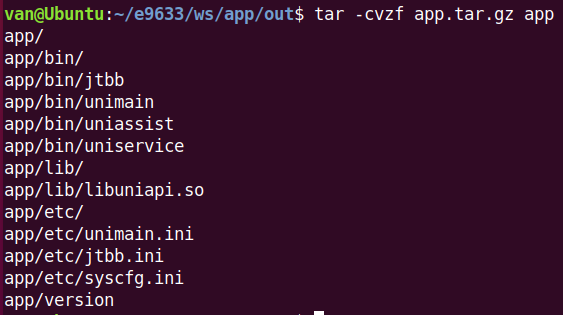 van@Ubuntu:~/e9633/ws/app/out$ tar -cvzf app.tar.gz app
app/
app/bin/
app/bin/jtbb
app/bin/unimain
app/bin/uniassist
app/bin/uniservice
app/lib/
app/lib/libuniapi.so
app/etc/
app/etc/unimain.ini
app/etc/jtbb.ini
app/etc/syscfg.ini
app/version